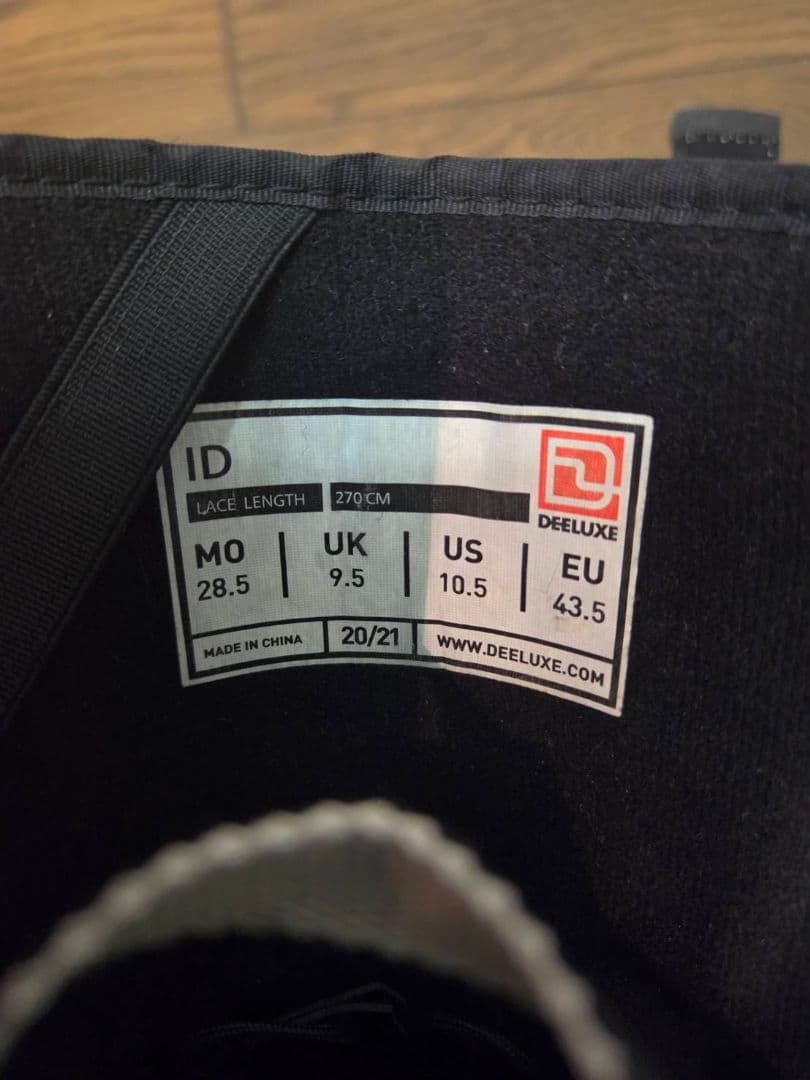 ID
LACE LENGTH 270 CM
DEELUXE
MO UK US EU
28.5 9.5 10.5 43.5
MADE IN CHINA 20/21 WWW.DEELUXE.COM